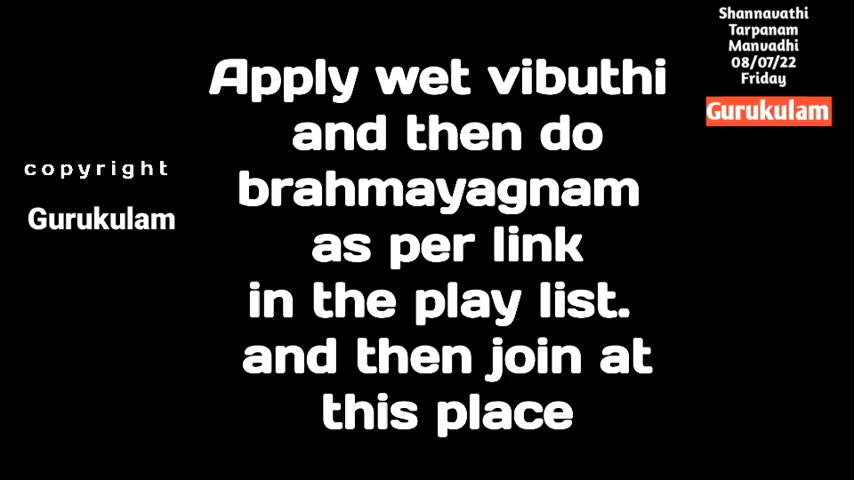 Shannavathi
Tarpanam
Manvadhi
08/07/22
Friday
Gurukulam
Apply wet vibuthi
and then do
brahmayagnam
as per link
in the play list.
and then join at
this place
copyright
Gurukulam